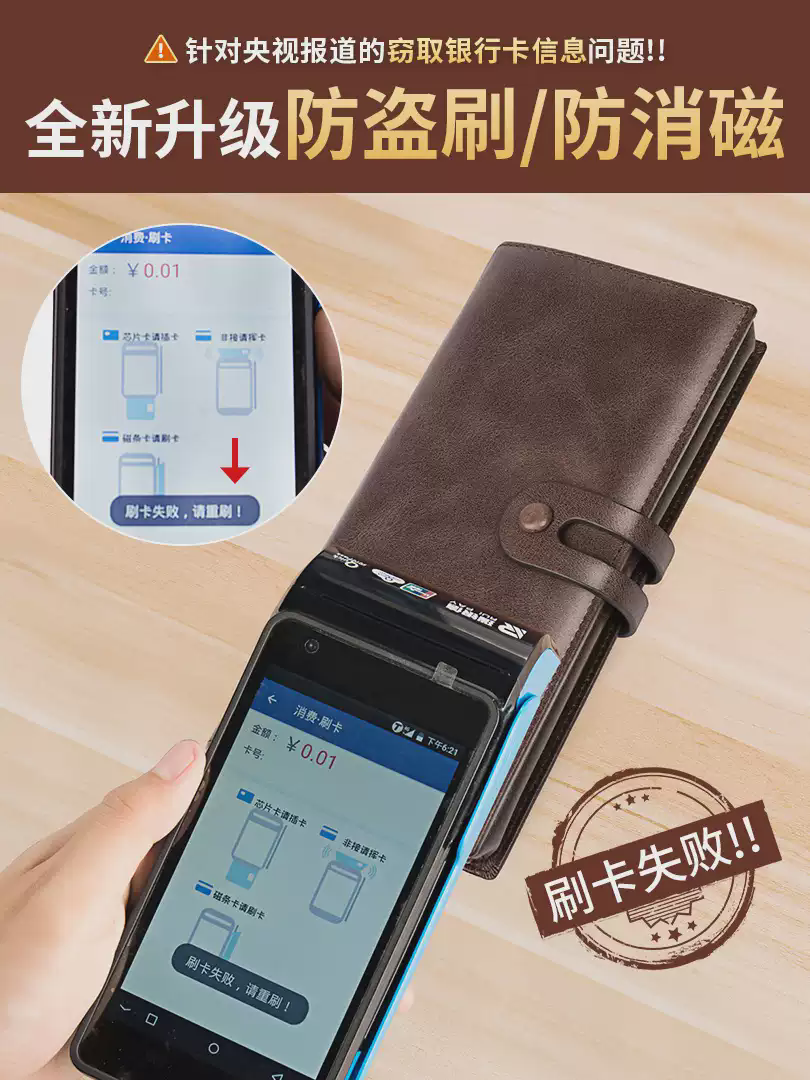 针对央视报道的窃取银行卡信息问题!!
全新升级防盗刷/防消磁
消费·刷卡
金额： ￥0.01
卡号:
芯片卡请插卡
非接请挥卡
磁条卡请刷卡
刷卡失败，请重刷！
消费·刷卡
下午6:21
金额： ￥0.01
卡号:
芯片卡请插卡
非接请挥卡
磁条卡请刷卡
刷卡失败，请重刷！
刷卡失败!!